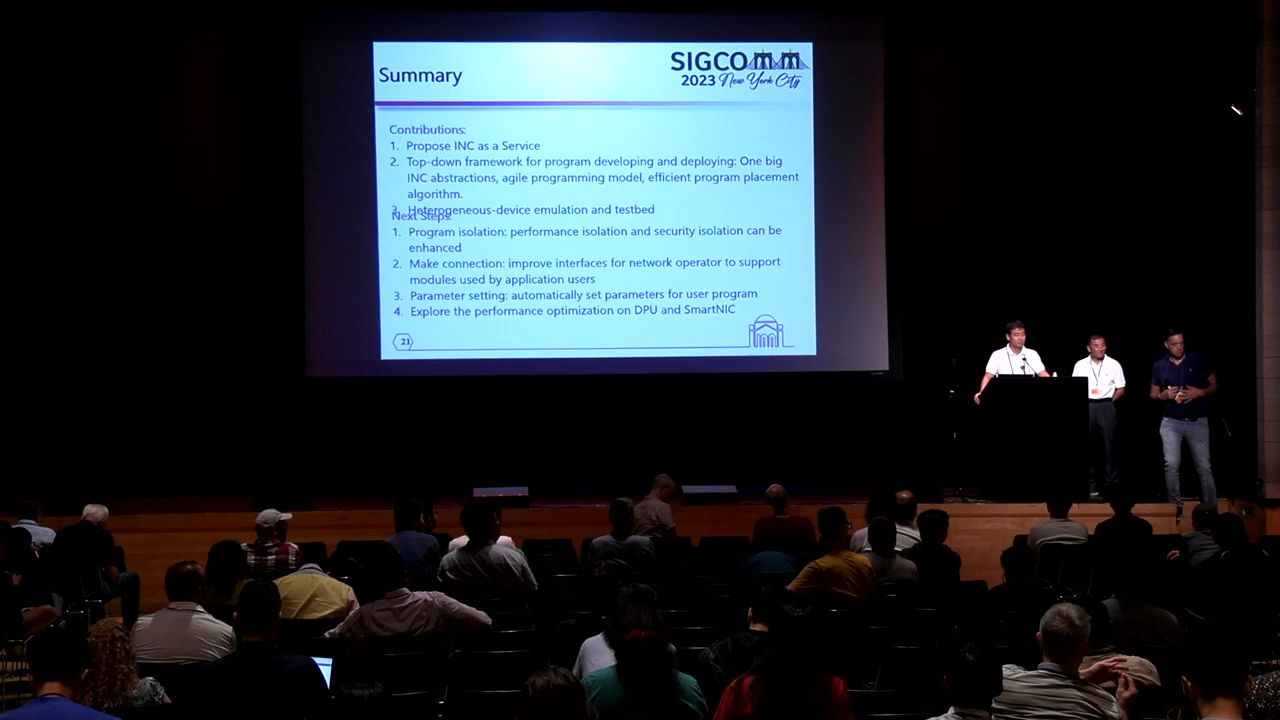 Summary
SIGCOMM
2023 New York City
Contributions:
1. Propose INC as a Service
2. Top-down framework for program developing and deploying: One big
INC abstractions, agile programming model, efficient program placement
algorithm.
3. Heterogeneous-device emulation and testbed
Next Steps:
1. Program isolation: performance isolation and security isolation can be
enhanced
2. Make connection: improve interfaces for network operator to support
modules used by application users
3. Parameter setting: automatically set parameters for user program
4. Explore the performance optimization on DPU and SmartNIC
21